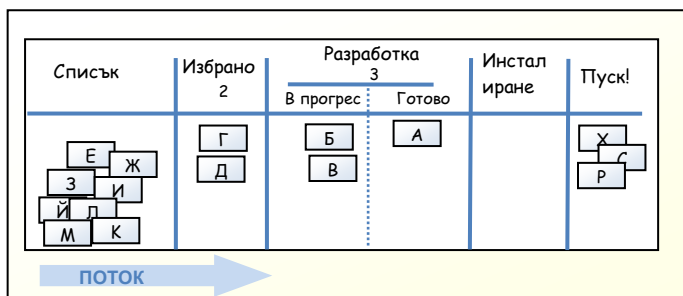 Списък
Избрано
2
Разработка
3
В прогрес
Готово
Инстал
иране
Пуск!
Е
Ж
З
И
Й
Л
М
К
Г
Д
Б
В
А
Х
С
Р
ПОТОК